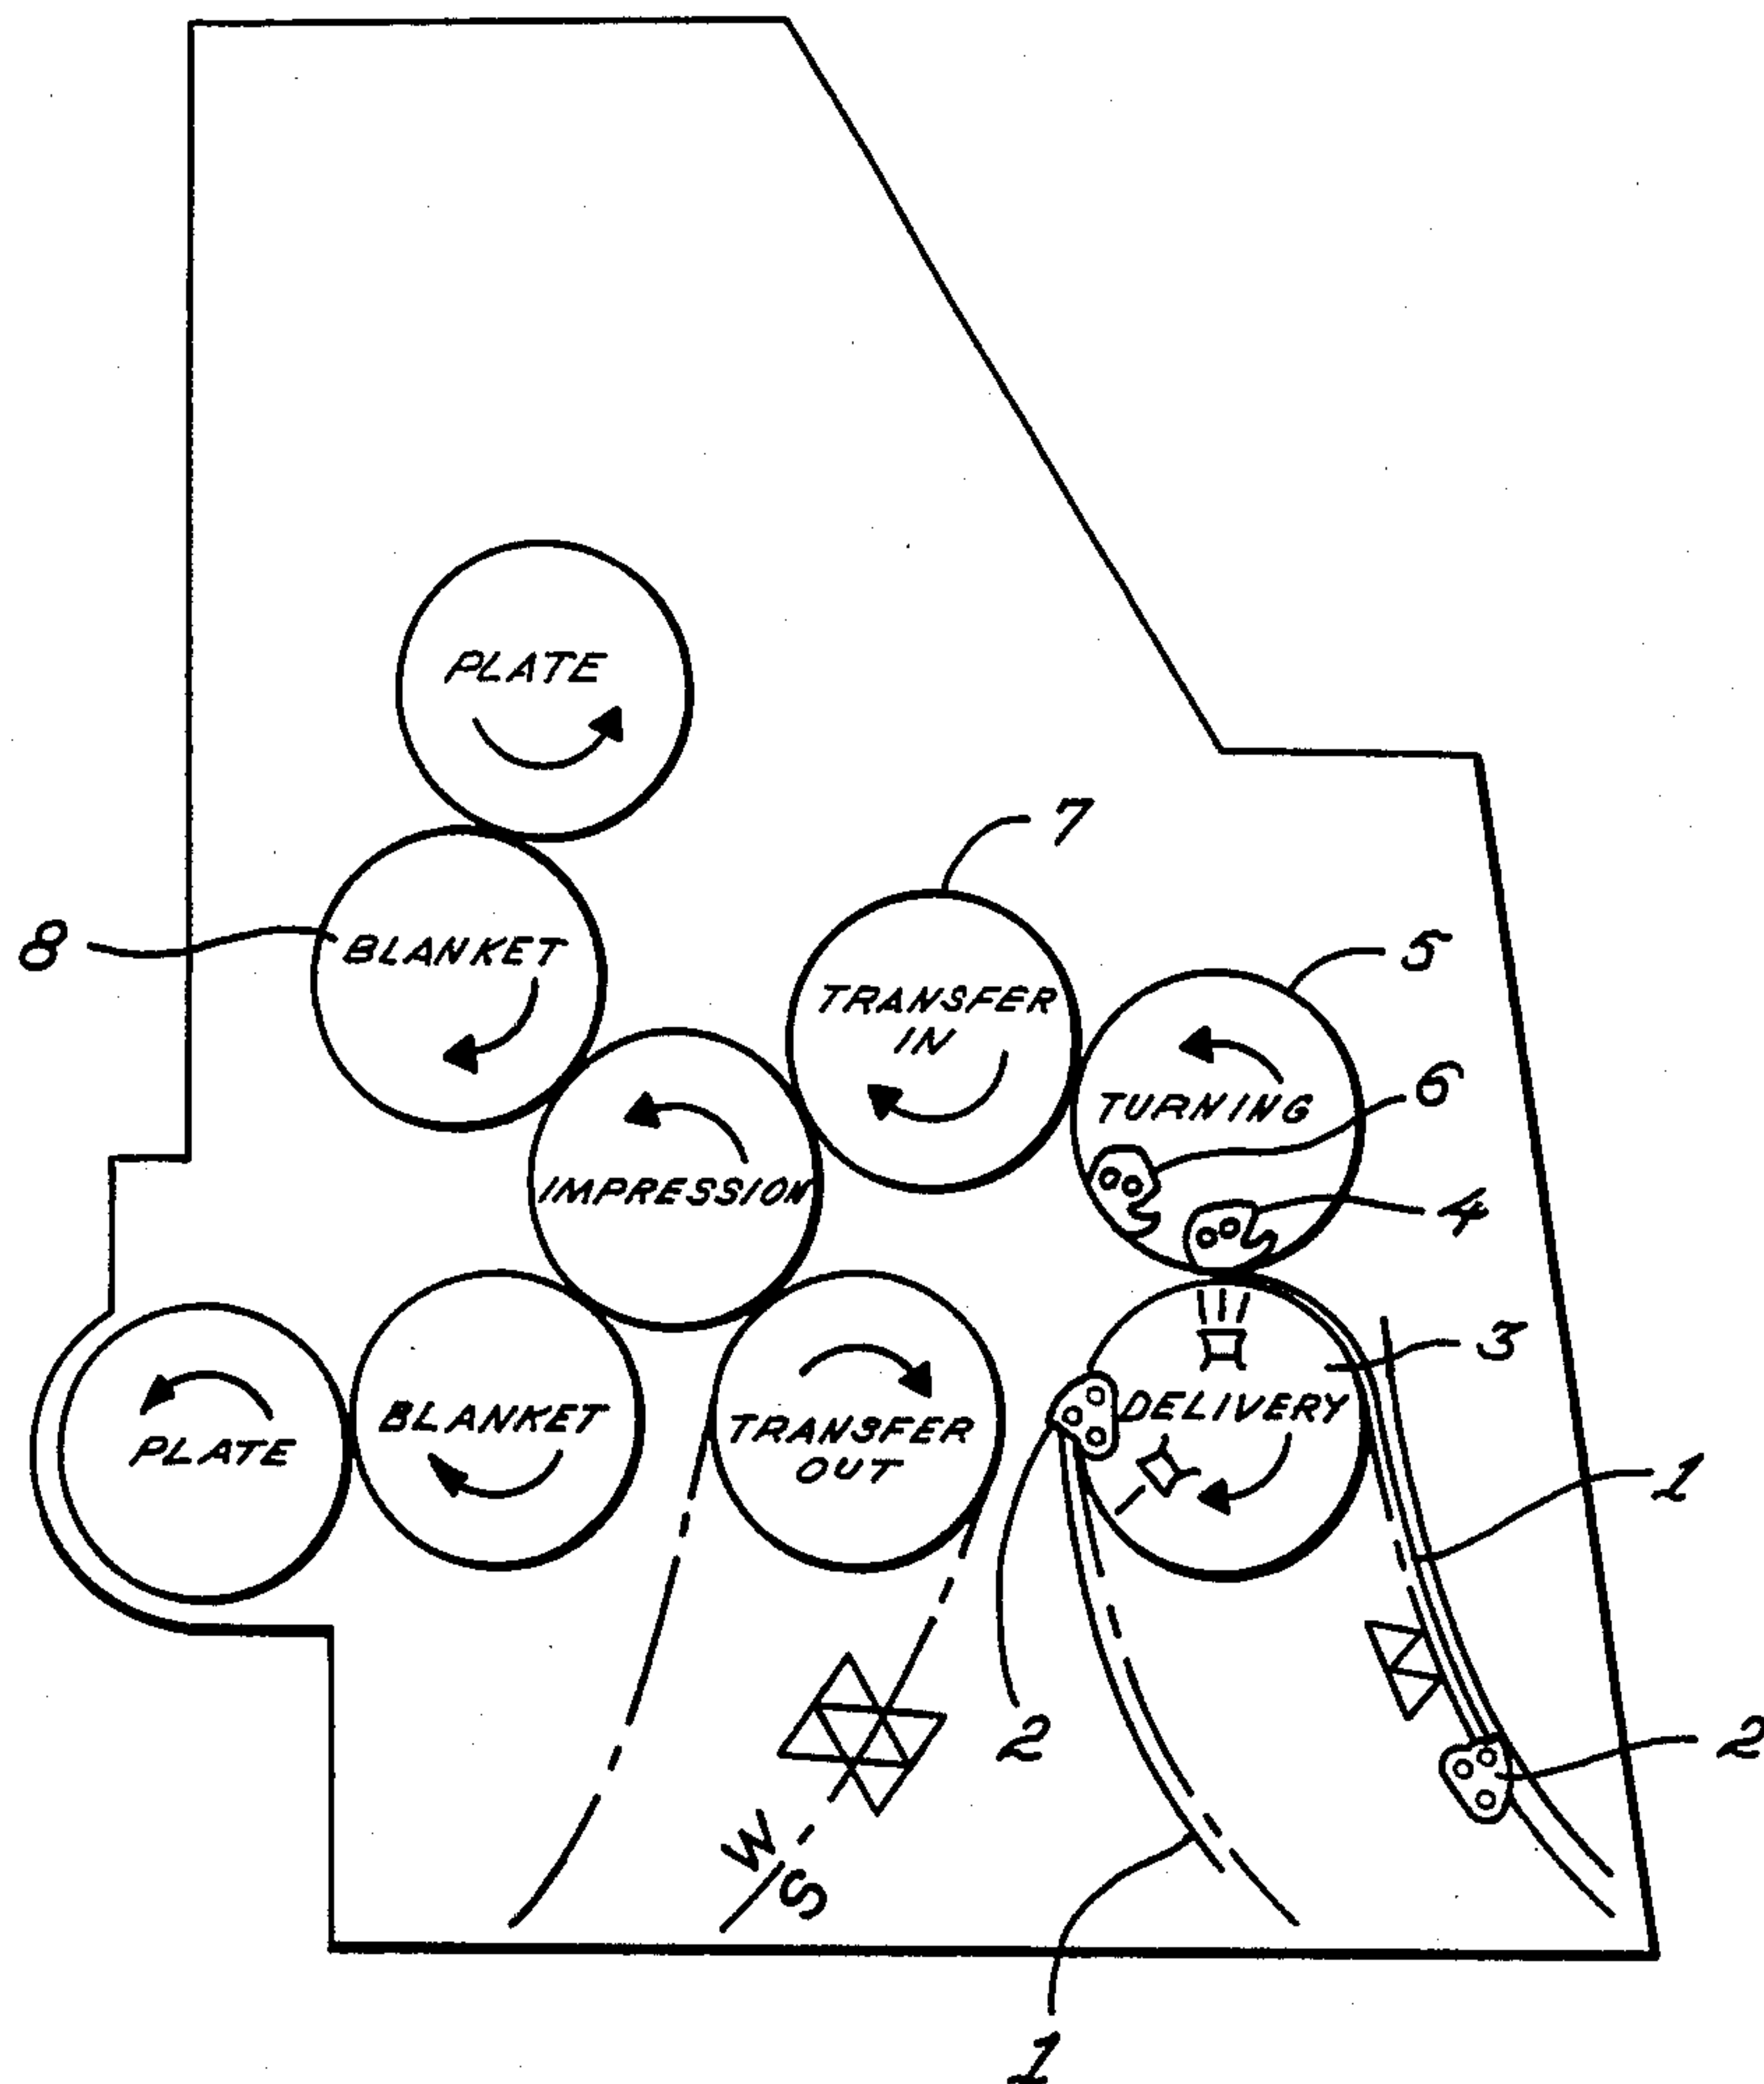 PLATE
7
8
BLANKET
5
TRANSFER
IN
6
TURNING
4
IMPRESSION
3
DELIVERY
BLANKET
TRANSFER
OUT
PLATE
1
2
2
W/S
1